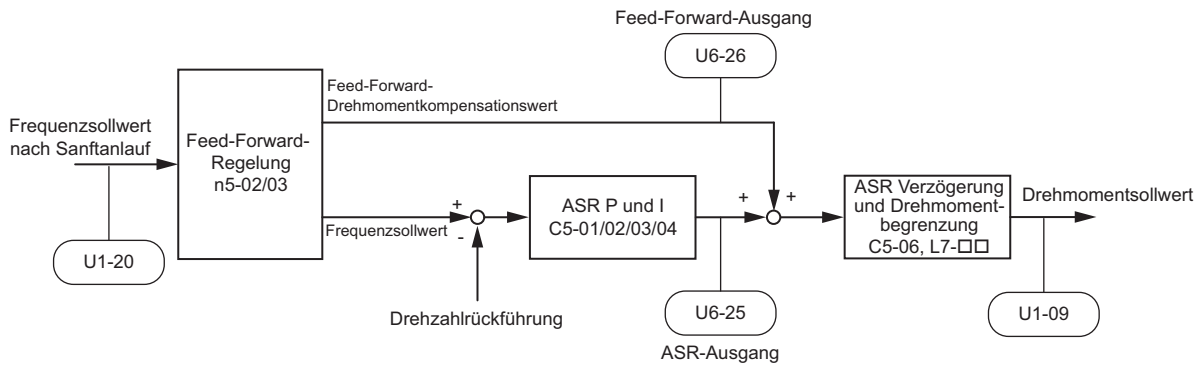 Feed-Forward-Ausgang
U6-26
Feed-Forward-
Drehmomentkompensationswert
Frequenzsollwert
nach Sanftanlauf
Feed-Forward-
Regelung
n5-02/03
U1-20
+
Frequenzsollwert
-
Drehzahlrückführung
ASR P und I
C5-01/02/03/04
+
+
U6-25
ASR-Ausgang
ASR Verzögerung
und Drehmoment-
begrenzung
C5-06, L7-□□
Drehmomentsollwert
U1-09